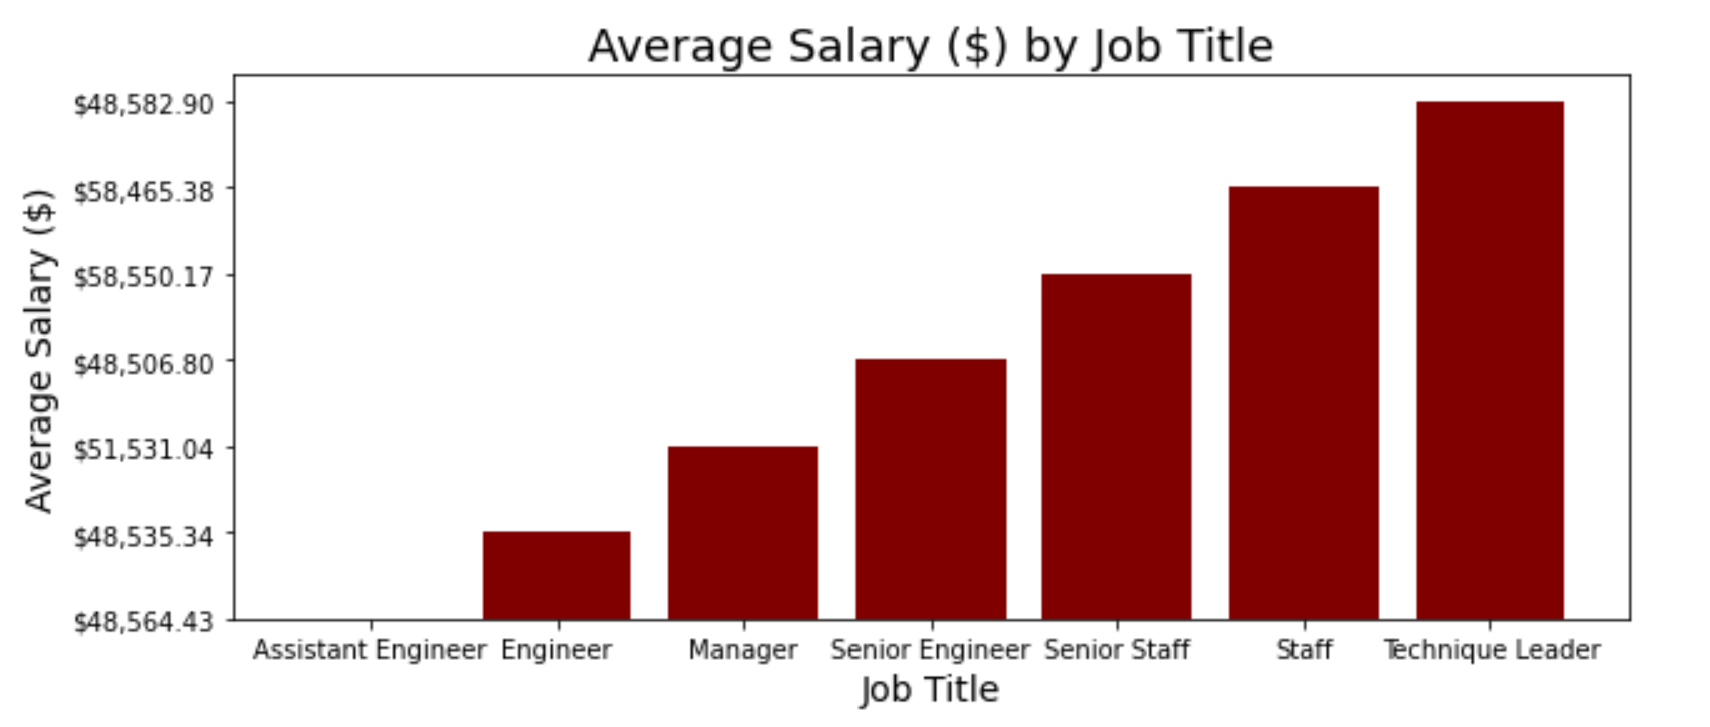 Average Salary ($) by Job Title
Average Salary ($)
$48,582.90
$58,465.38
$58,550.17
$48,506.80
$51,531.04
$48,535.34
$48,564.43
Assistant Engineer Engineer Manager Senior Engineer Senior Staff Staff Technique Leader
Job Title